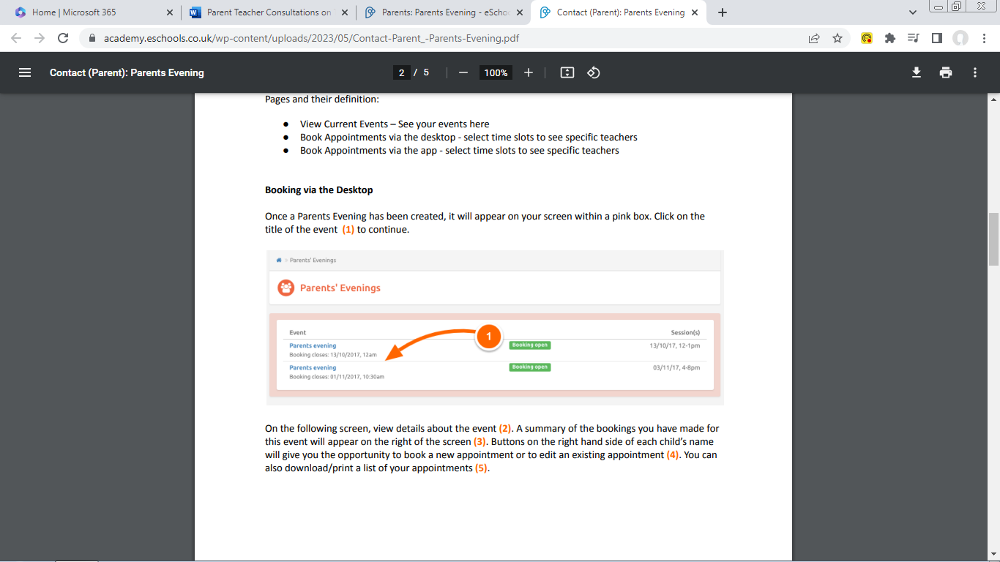 Home | Microsoft 365
Parent Teacher Consultations on
Parents: Parents Evening - eScho
Contact (Parent): Parents Evening
academy.eschools.co.uk/wp-content/uploads/2023/05/Contact-Parent_-Parents-Evening.pdf
Contact (Parent): Parents Evening
2 / 5
100%
Pages and their definition:
● View Current Events – See your events here
● Book Appointments via the desktop - select time slots to see specific teachers
● Book Appointments via the app - select time slots to see specific teachers
Booking via the Desktop
Once a Parents Evening has been created, it will appear on your screen within a pink box. Click on the
title of the event (1) to continue.
Parents' Evenings
Parents' Evenings
Event Session(s)
1
Parents evening Booking open 13/10/17, 12-1pm
Booking closes: 13/10/2017, 12am
Parents evening Booking open 03/11/17, 4-8pm
Booking closes: 01/11/2017, 10:30am
On the following screen, view details about the event (2). A summary of the bookings you have made for
this event will appear on the right of the screen (3). Buttons on the right hand side of each child’s name
will give you the opportunity to book a new appointment or to edit an existing appointment (4). You can
also download/print a list of your appointments (5).